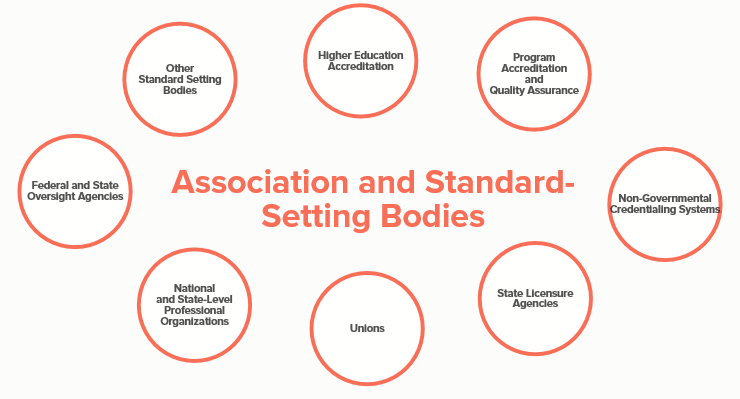 Higher Education
Accreditation
Program
Accreditation
and
Quality Assurance
Other
Standard Setting
Bodies
Association and Standard-
Setting Bodies
Federal and State
Oversight Agencies
Non-Governmental
Credentialing Systems
National
and State-Level
Professional
Organizations
State Licensure
Agencies
Unions